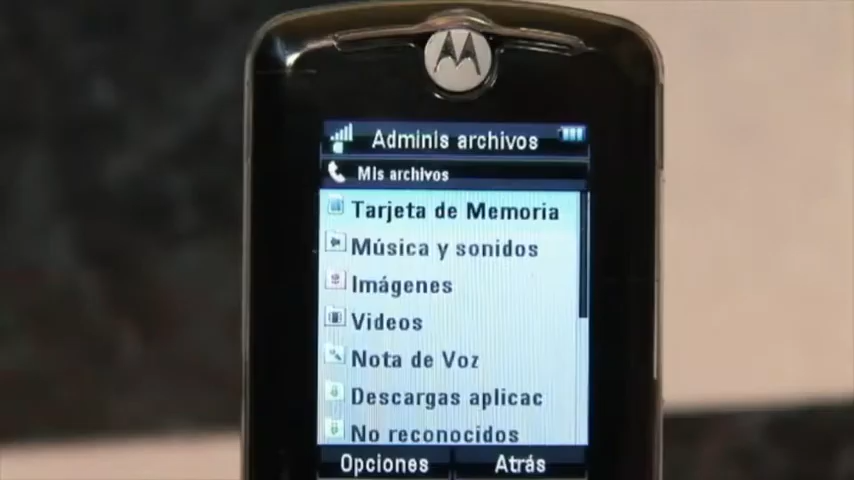 Adminis archivos
Mis archivos
Tarjeta de Memoria
Música y sonidos
Imágenes
Videos
Nota de Voz
Descargas aplicac
No reconocidos
Opciones Atrás